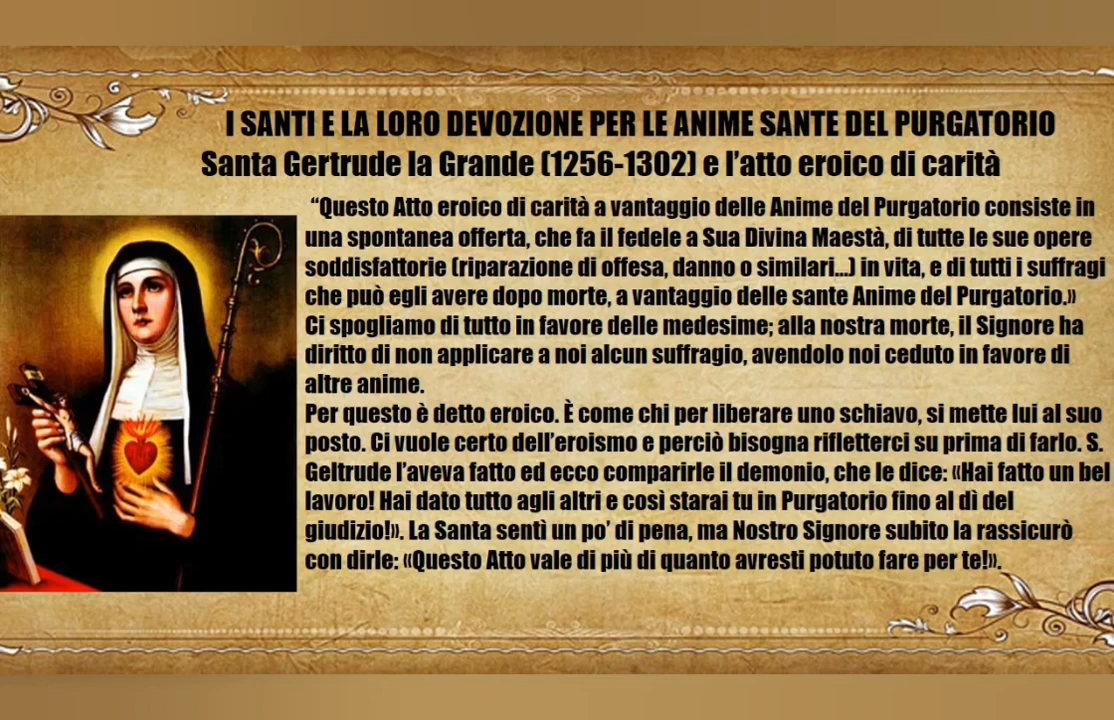 I SANTI E LA LORO DEVOZIONE PER LE ANIME SANTE DEL PURGATORIO
Santa Gertrude la Grande (1256-1302) e l'atto eroico di carità
“Questo Atto eroico di carità a vantaggio delle Anime del Purgatorio consiste in
una spontanea offerta, che fa il fedele a Sua Divina Maestà, di tutte le sue opere
soddisfattorie (riparazione di offesa, danno o similari...) in vita, e di tutti i suffragi
che può egli avere dopo morte, a vantaggio delle sante Anime del Purgatorio.»
Ci spogliamo di tutto in favore delle medesime; alla nostra morte, il Signore ha
diritto di non applicare a noi alcun suffragio, avendolo noi ceduto in favore di
altre anime.
Per questo è detto eroico. È come chi per liberare uno schiavo, si mette lui al suo
posto. Ci vuole certo dell'eroismo e perciò bisogna rifletterci su prima di farlo. S.
Geltrude l'aveva fatto ed ecco comparirle il demonio, che le dice: «Hai fatto un bel
lavoro! Hai dato tutto agli altri e così starai tu in Purgatorio fino al dì del
giudizio!». La Santa sentì un po' di pena, ma Nostro Signore subito la rassicurò
con dirle: «Questo Atto vale di più di quanto avresti potuto fare per te!».